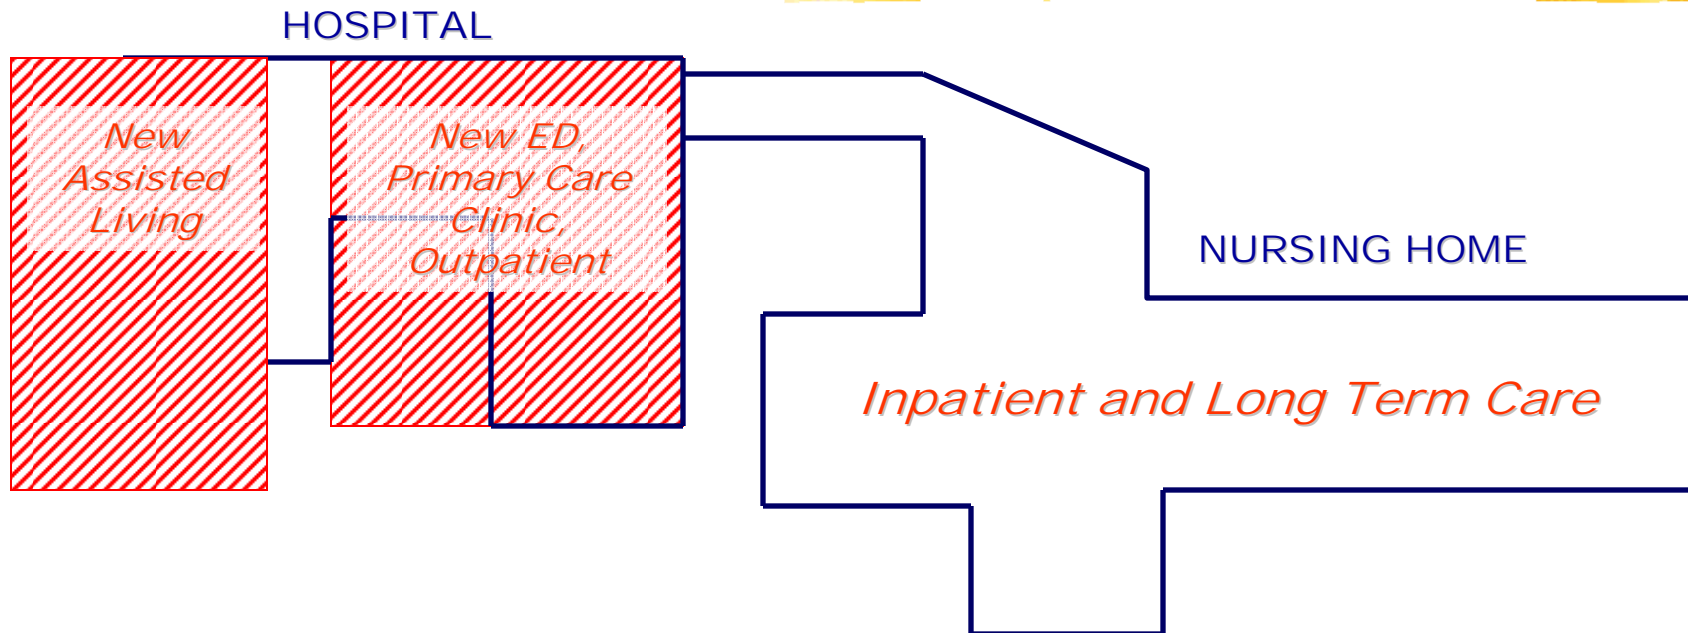 HOSPITAL
New
Assisted
Living
New ED,
Primary Care
Clinic,
Outpatient
NURSING HOME
Inpatient and Long Term Care